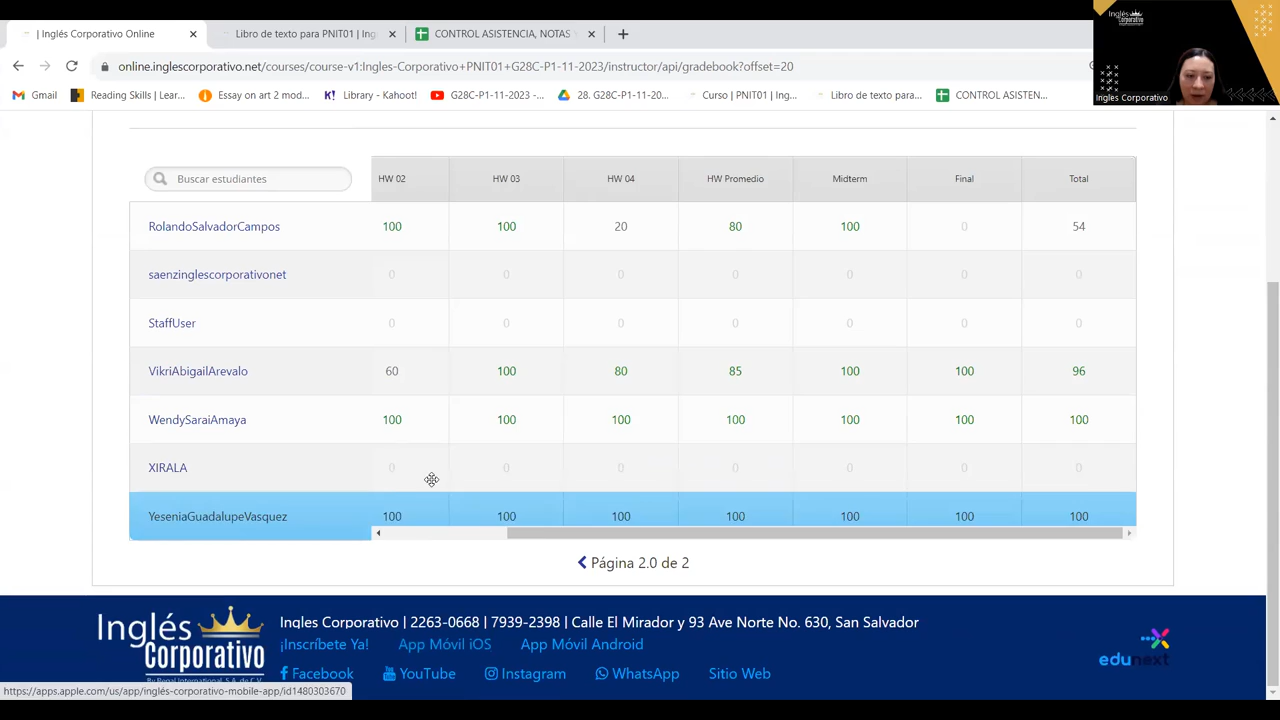 | Inglés Corporativo Online
Libro de texto para PNIT01 | Ing
CONTROL ASISTENCIA, NOTAS
online.inglescorporativo.net/courses/course-v1:Ingles-Corporativo+PNIT01+G28C-P1-11-2023/instructor/api/gradebook?offset=20
Gmail
Reading Skills | Lear...
Essay on art 2 mod...
Library - Ka
G28C-P1-11-2023 -...
28. G28C-P1-11-20...
Curso | PNIT01 | Ing...
Libro de texto para...
CONTROL ASISTEN...
Inglés Corporativo
Ingles Corporativo
Buscar estudiantes
HW 02 HW 03 HW 04 HW Promedio Midterm Final Total
RolandoSalvadorCampos 100 100 20 80 100 0 54
saenzinglescorporativonet 0 0 0 0 0 0 0
StaffUser 0 0 0 0 0 0 0
VikriAbigailArevalo 60 100 80 85 100 100 96
WendySaraiAmaya 100 100 100 100 100 100 100
XIRALA 0 0 0 0 0 0 0
YeseniaGuadalupeVasquez 100 100 100 100 100 100 100
Página 2.0 de 2
Inglés Corporativo
Ingles Corporativo | 2263-0668 | 7939-2398 | Calle El Mirador y 93 Ave Norte No. 630, San Salvador
¡Inscríbete Ya! App Móvil iOS App Móvil Android
Facebook YouTube Instagram WhatsApp Sitio Web
edunext
https://apps.apple.com/us/app/inglés-corporativo-mobile-app/id1480303670